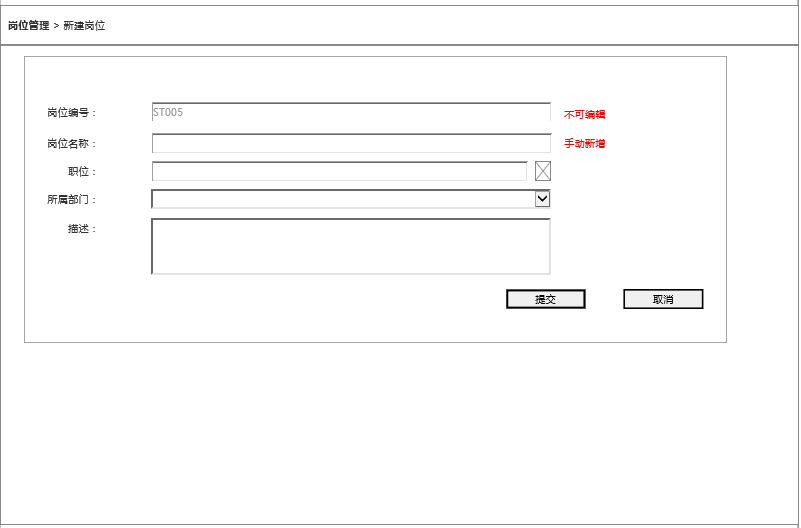 岗位管理 > 新建岗位
岗位编号： ST005 不可编辑
岗位名称： 手动新增
职位：
所属部门：
描述：
提交 取消